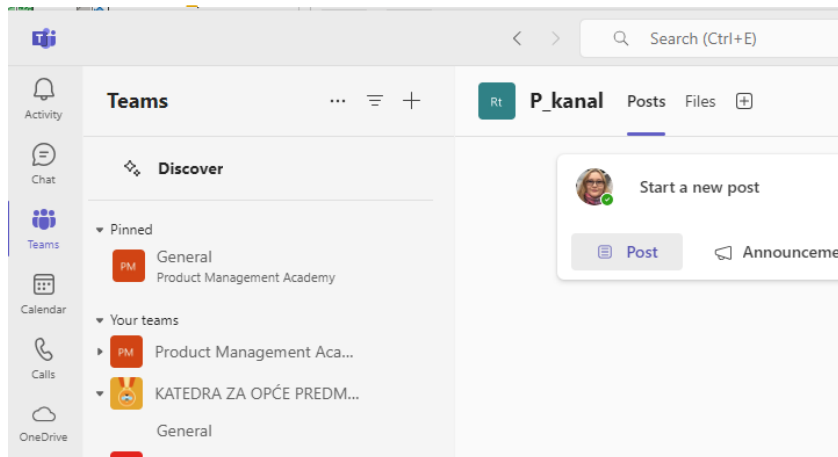 Search (Ctrl+E)
Activity
Chat
Teams
Calendar
Calls
OneDrive
Teams
Discover
Pinned
PM
General
Product Management Academy
Your teams
PM
Product Management Aca...
KATEDRA ZA OPĆE PREDM...
General
Rt
P_kanal
Posts
Files
Start a new post
Post
Announceme